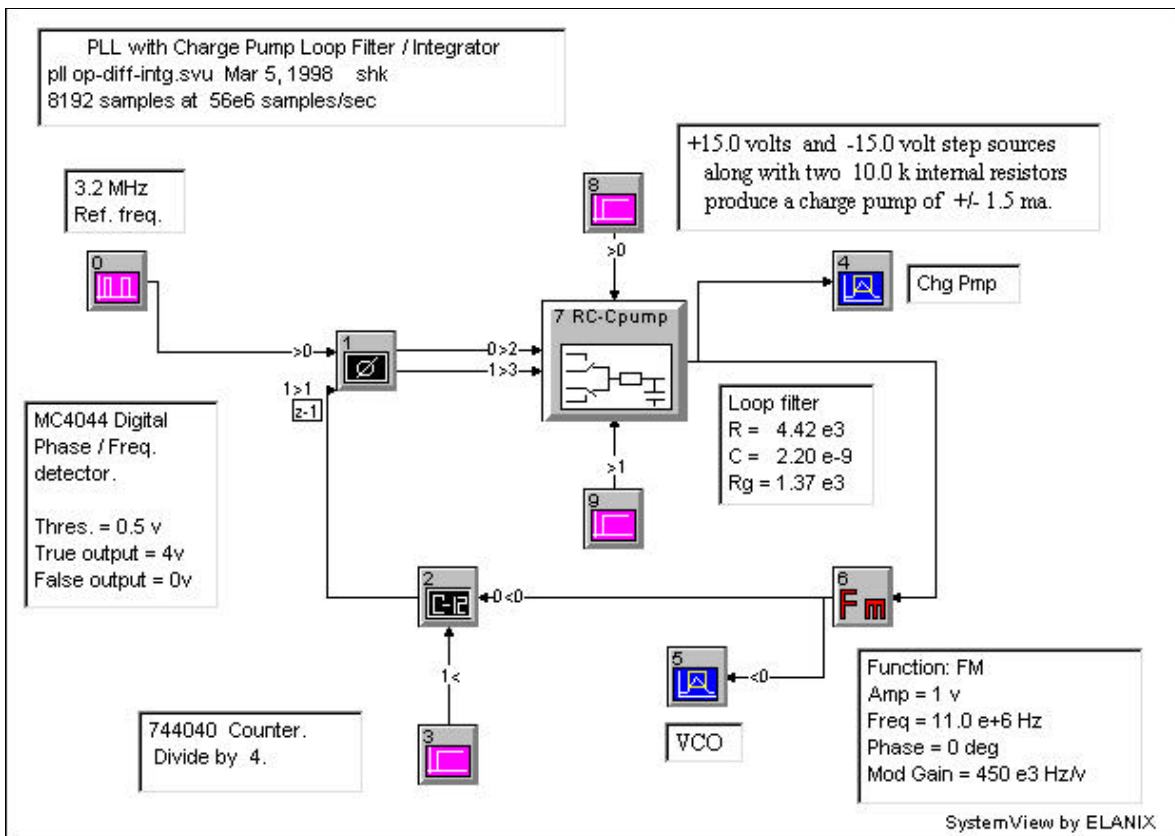 PLL with Charge Pump Loop Filter / Integrator
pll op-diff-intg.svu Mar 5, 1998 shk
8192 samples at 56e6 samples/sec
+15.0 volts and -15.0 volt step sources
along with two 10.0 k internal resistors
produce a charge pump of +/- 1.5 ma.
3.2 MHz
Ref. freq.
8
>0
0
4
Chg Pmp
7 RC-Cpump
1
>0
0>2
1>3
1>1
z-1
MC4044 Digital
Phase / Freq.
detector.
Thres. = 0.5 v
True output = 4v
False output = 0v
Loop filter
R = 4.42 e3
C = 2.20 e-9
Rg = 1.37 e3
>1
9
2
0<0
6
Fm
1<
5
<0
VCO
744040 Counter.
Divide by 4.
3
Function: FM
Amp = 1 v
Freq = 11.0 e+6 Hz
Phase = 0 deg
Mod Gain = 450 e3 Hz/v
SystemView by ELANIX